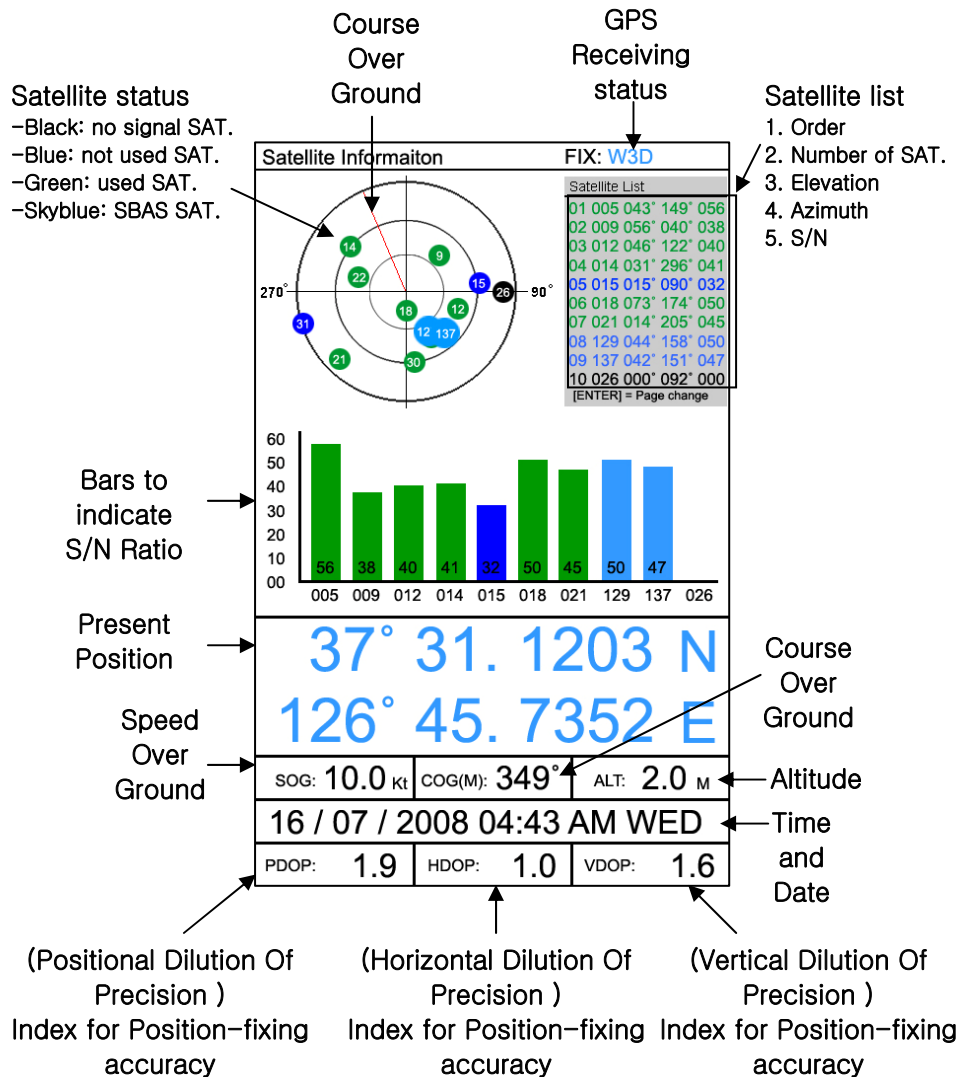 Course
Over
Ground
GPS
Receiving
status
Satellite status
-Black: no signal SAT.
-Blue: not used SAT.
-Green: used SAT.
-Skyblue: SBAS SAT.
Satellite list
1. Order
2. Number of SAT.
3. Elevation
4. Azimuth
5. S/N
Satellite Informaiton
FIX: W3D
14
9
22
15
26
270°
90°
18
12
31
12
137
21
30
Satellite List
01 005 043° 149° 056
02 009 056° 040° 038
03 012 046° 122° 040
04 014 031° 296° 041
05 015 015° 090° 032
06 018 073° 174° 050
07 021 014° 205° 045
08 129 044° 158° 050
09 137 042° 151° 047
10 026 000° 092° 000
[ENTER] = Page change
Bars to
indicate
S/N Ratio
60
50
40
30
20
10
00
56 38 40 41 32 50 45 50 47
005 009 012 014 015 018 021 129 137 026
Present
Position
37° 31. 1203 N
126° 45. 7352 E
Course
Over
Ground
Speed
Over
Ground
SOG: 10.0 Kt
COG(M): 349°
ALT: 2.0 M
Altitude
16 / 07 / 2008 04:43 AM WED
Time
and
Date
PDOP: 1.9
HDOP: 1.0
VDOP: 1.6
(Positional Dilution Of
Precision )
Index for Position-fixing
accuracy
(Horizontal Dilution Of
Precision )
Index for Position-fixing
accuracy
(Vertical Dilution Of
Precision )
Index for Position-fixing
accuracy